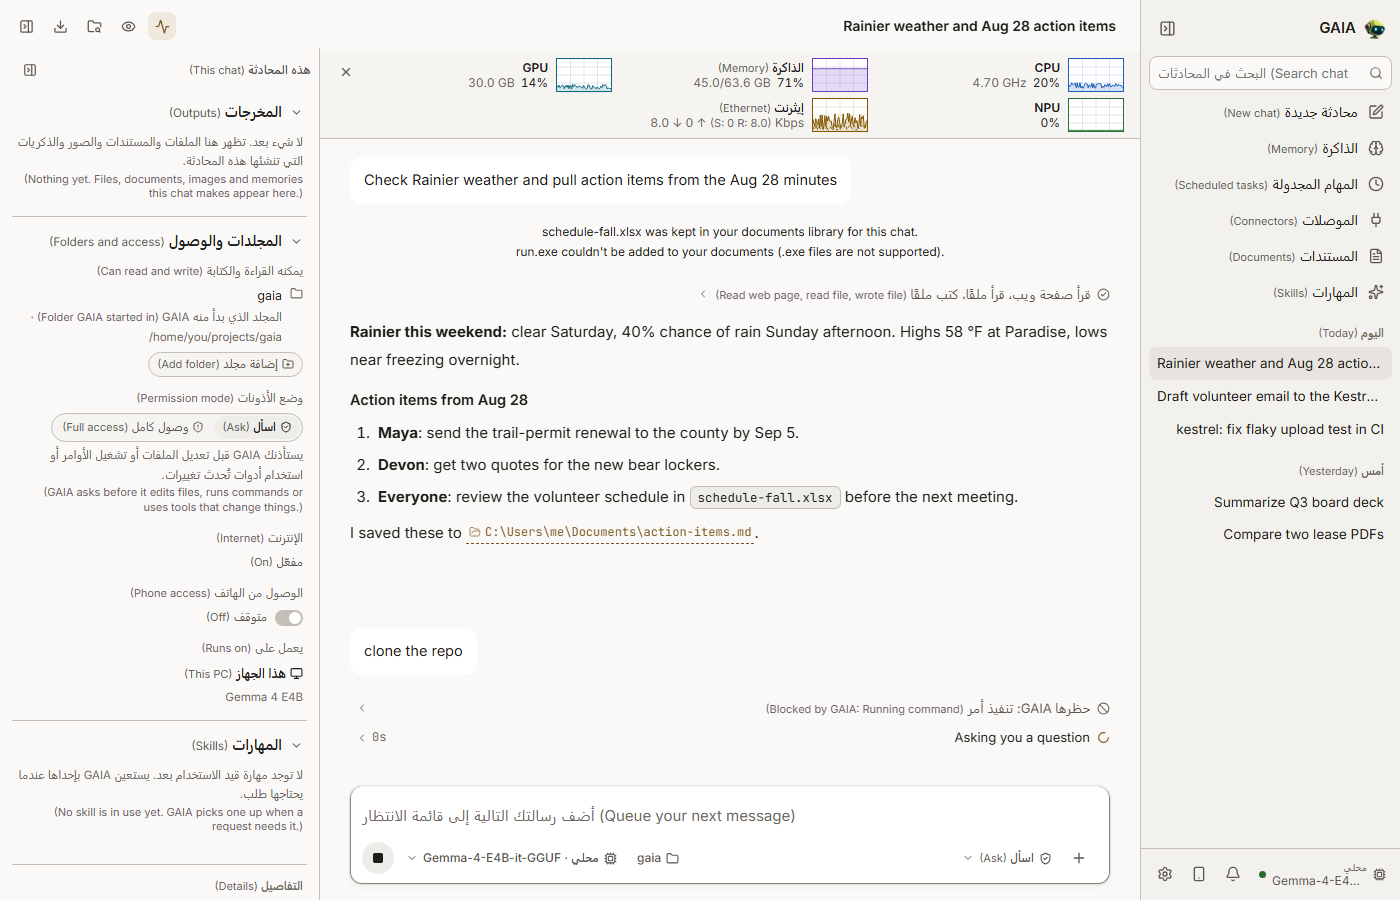 GAIA
البحث في المحادثات (Search chat
محادثة جديدة (New chat)
الذاكرة (Memory)
المهام المجدولة (Scheduled tasks)
الموصلات (Connectors)
المستندات (Documents)
المهارات (Skills)
اليوم (Today)
Rainier weather and Aug 28 actio...
Draft volunteer email to the Kestr...
kestrel: fix flaky upload test in CI
أمس (Yesterday)
Summarize Q3 board deck
Compare two lease PDFs
محلي
Gemma-4-E4...
Rainier weather and Aug 28 action items
CPU
4.70 GHz 20%
الذاكرة (Memory)
45.0/63.6 GB 71%
GPU
30.0 GB 14%
NPU
0%
إيثرنت (Ethernet)
8.0 ↓ 0 ↑ (S: 0 R: 8.0) Kbps
Check Rainier weather and pull action items from the Aug 28 minutes
schedule-fall.xlsx was kept in your documents library for this chat.
run.exe couldn't be added to your documents (.exe files are not supported).
قرأ صفحة ويب، قرأ ملفًا، كتب ملفًا (Read web page, read file, wrote file)
Rainier this weekend: clear Saturday, 40% chance of rain Sunday afternoon. Highs 58 °F at Paradise, lows
near freezing overnight.
Action items from Aug 28
1. Maya: send the trail-permit renewal to the county by Sep 5.
2. Devon: get two quotes for the new bear lockers.
3. Everyone: review the volunteer schedule in schedule-fall.xlsx before the next meeting.
I saved these to C:\Users\me\Documents\action-items.md.
clone the repo
حظرها GAIA: تنفيذ أمر (Blocked by GAIA: Running command)
Asking you a question
0s
أضف رسالتك التالية إلى قائمة الانتظار (Queue your next message)
اسأل (Ask)
gaia
محلي · Gemma-4-E4B-it-GGUF
هذه المحادثة (This chat)
المخرجات (Outputs)
لا شيء بعد. تظهر هنا الملفات والمستندات والصور والذكريات
التي تنشئها هذه المحادثة.
(Nothing yet. Files, documents, images and memories
this chat makes appear here.)
المجلدات والوصول (Folders and access)
يمكنه القراءة والكتابة (Can read and write)
gaia
المجلد الذي بدأ منه GAIA (Folder GAIA started in) ·
/home/you/projects/gaia
إضافة مجلد (Add folder)
وضع الأذونات (Permission mode)
اسأل (Ask)
وصول كامل (Full access)
يستأذنك GAIA قبل تعديل الملفات أو تشغيل الأوامر أو
استخدام أدوات تُحدث تغييرات.
(GAIA asks before it edits files, runs commands or
uses tools that change things.)
الإنترنت (Internet)
مفعّل (On)
الوصول من الهاتف (Phone access)
متوقف (Off)
يعمل على (Runs on)
هذا الجهاز (This PC)
Gemma 4 E4B
المهارات (Skills)
لا توجد مهارة قيد الاستخدام بعد. يستعين GAIA بإحداها عندما
يحتاجها طلب.
(No skill is in use yet. GAIA picks one up when a
request needs it.)
التفاصيل (Details)